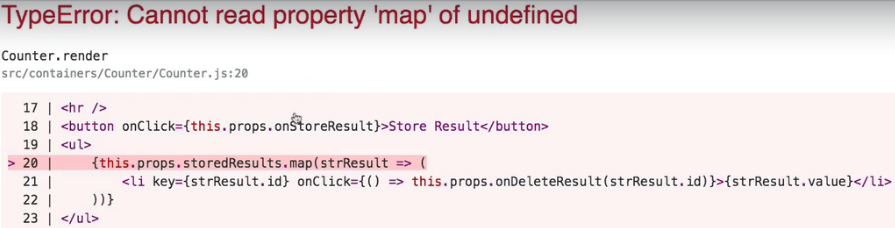 TypeError: Cannot read property 'map' of undefined
Counter.render
src/containers/Counter/Counter.js:20
17 | <hr />
18 | <button onClick={this.props.onStoreResult}>Store Result</button>
19 | <ul>
> 20 |     {this.props.storedResults.map(strResult => (
21 |         <li key={strResult.id} onClick={() => this.props.onDeleteResult(strResult.id)}>{strResult.value}</li>
22 |     ))}
23 | </ul>